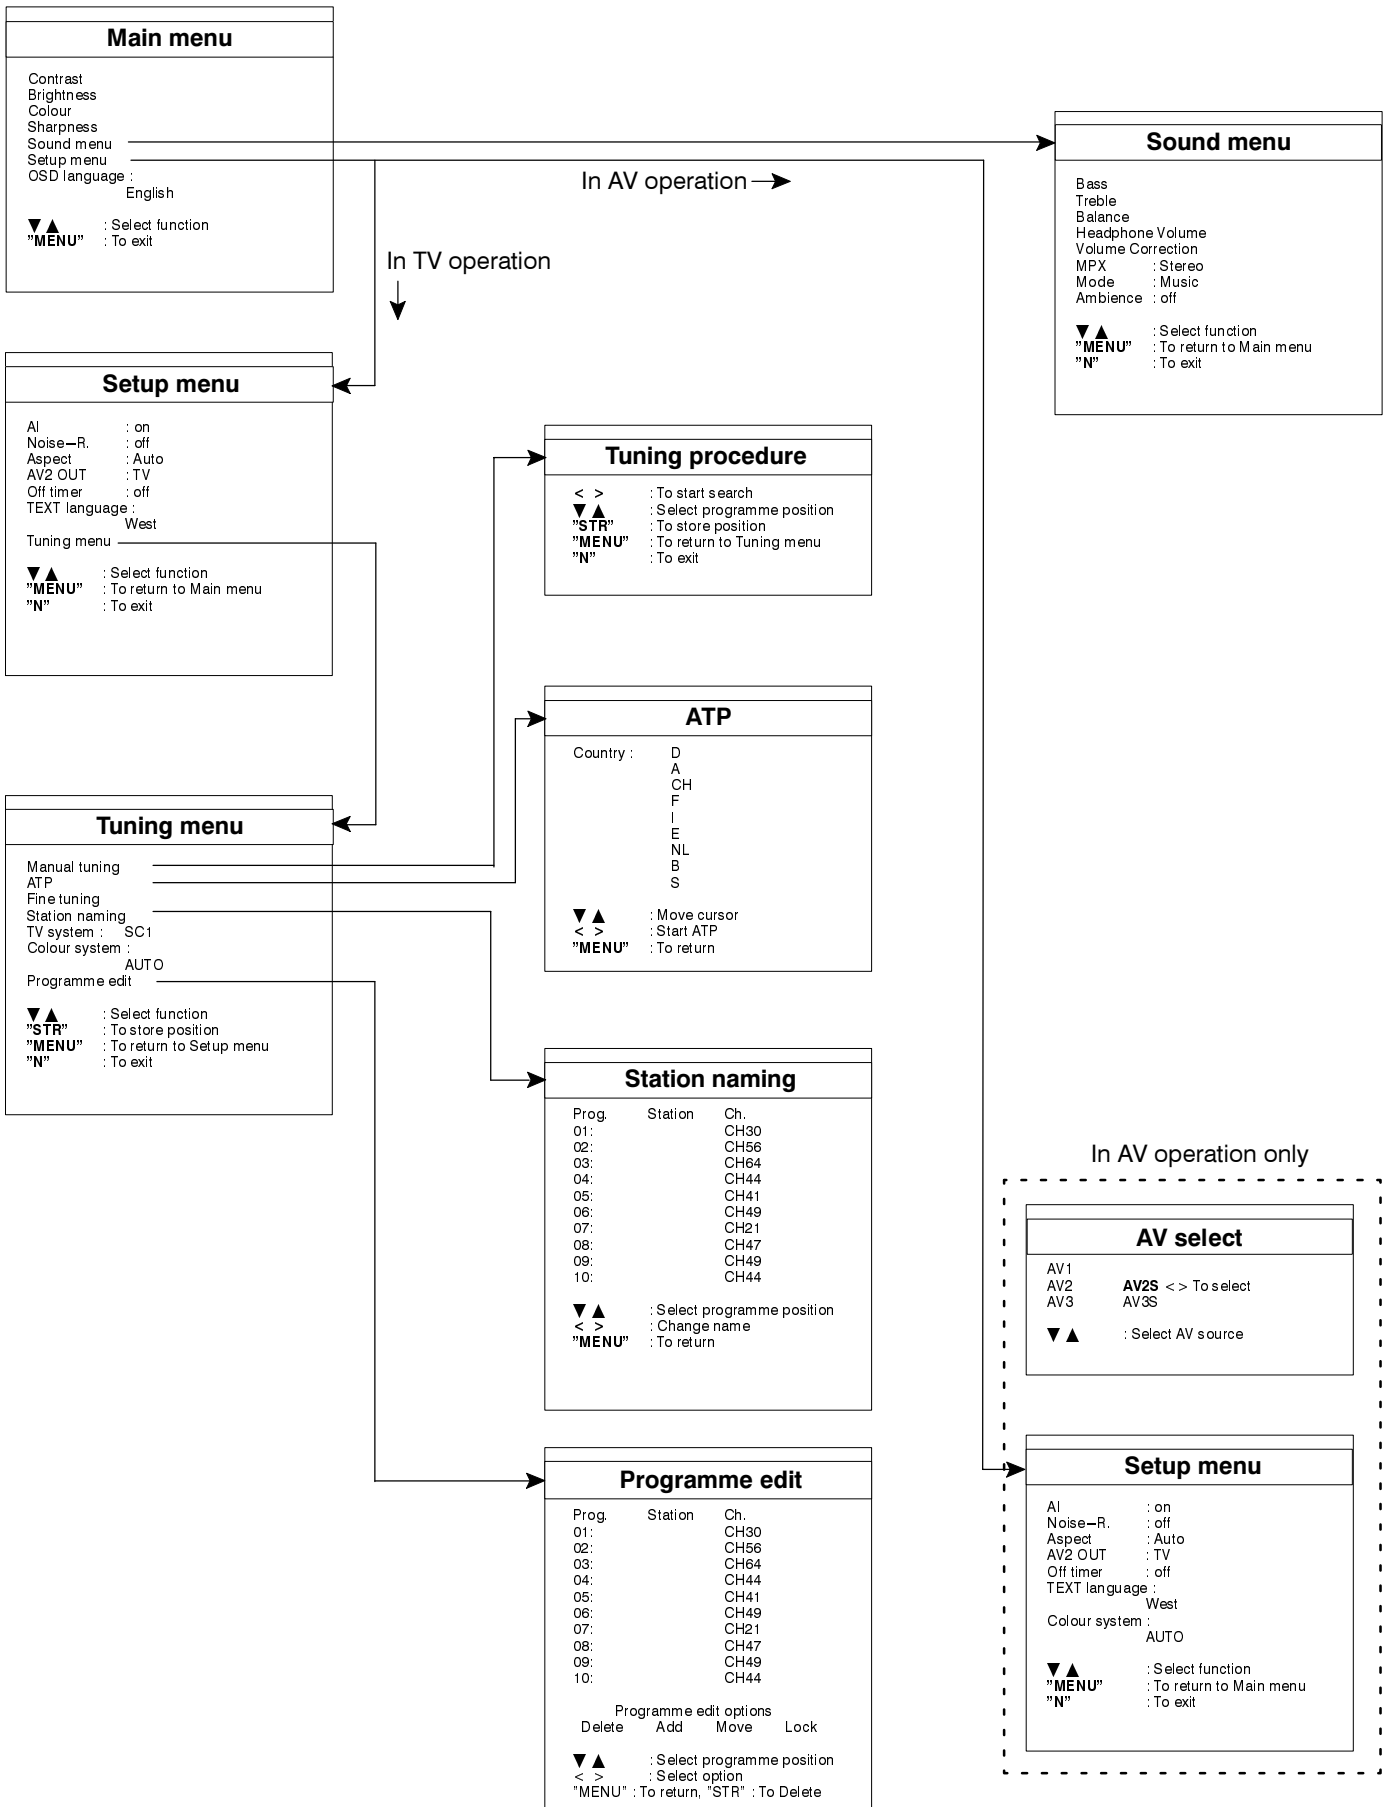 Main menu
Contrast
Brightness
Colour
Sharpness
Sound menu
Setup menu
OSD language :
English
▼ ▲ : Select function
"MENU" : To exit
In AV operation
In TV operation
Sound menu
Bass
Treble
Balance
Headphone Volume
Volume Correction
MPX : Stereo
Mode : Music
Ambience : off
▼ ▲ : Select function
"MENU" : To return to Main menu
"N" : To exit
Setup menu
AI : on
Noise–R. : off
Aspect : Auto
AV2 OUT : TV
Off timer : off
TEXT language :
West
Tuning menu
▼ ▲ : Select function
"MENU" : To return to Main menu
"N" : To exit
Tuning procedure
< > : To start search
▼ ▲ : Select programme position
"STR" : To store position
"MENU" : To return to Tuning menu
"N" : To exit
ATP
Country : D
A
CH
F
I
E
NL
B
S
▼ ▲ : Move cursor
< > : Start ATP
"MENU" : To return
Tuning menu
Manual tuning
ATP
Fine tuning
Station naming
TV system : SC1
Colour system :
AUTO
Programme edit
▼ ▲ : Select function
"STR" : To store position
"MENU" : To return to Setup menu
"N" : To exit
Station naming
Prog. Station Ch.
01: CH30
02: CH56
03: CH64
04: CH44
05: CH41
06: CH49
07: CH21
08: CH47
09: CH49
10: CH44
▼ ▲ : Select programme position
< > : Change name
"MENU" : To return
Programme edit
Prog. Station Ch.
01: CH30
02: CH56
03: CH64
04: CH44
05: CH41
06: CH49
07: CH21
08: CH47
09: CH49
10: CH44
Programme edit options
Delete Add Move Lock
▼ ▲ : Select programme position
< > : Select option
"MENU" : To return, "STR" : To Delete
In AV operation only
AV select
AV1
AV2 AV2S < > To select
AV3 AV3S
▼ ▲ : Select AV source
Setup menu
AI : on
Noise–R. : off
Aspect : Auto
AV2 OUT : TV
Off timer : off
TEXT language :
West
Colour system :
AUTO
▼ ▲ : Select function
"MENU" : To return to Main menu
"N" : To exit